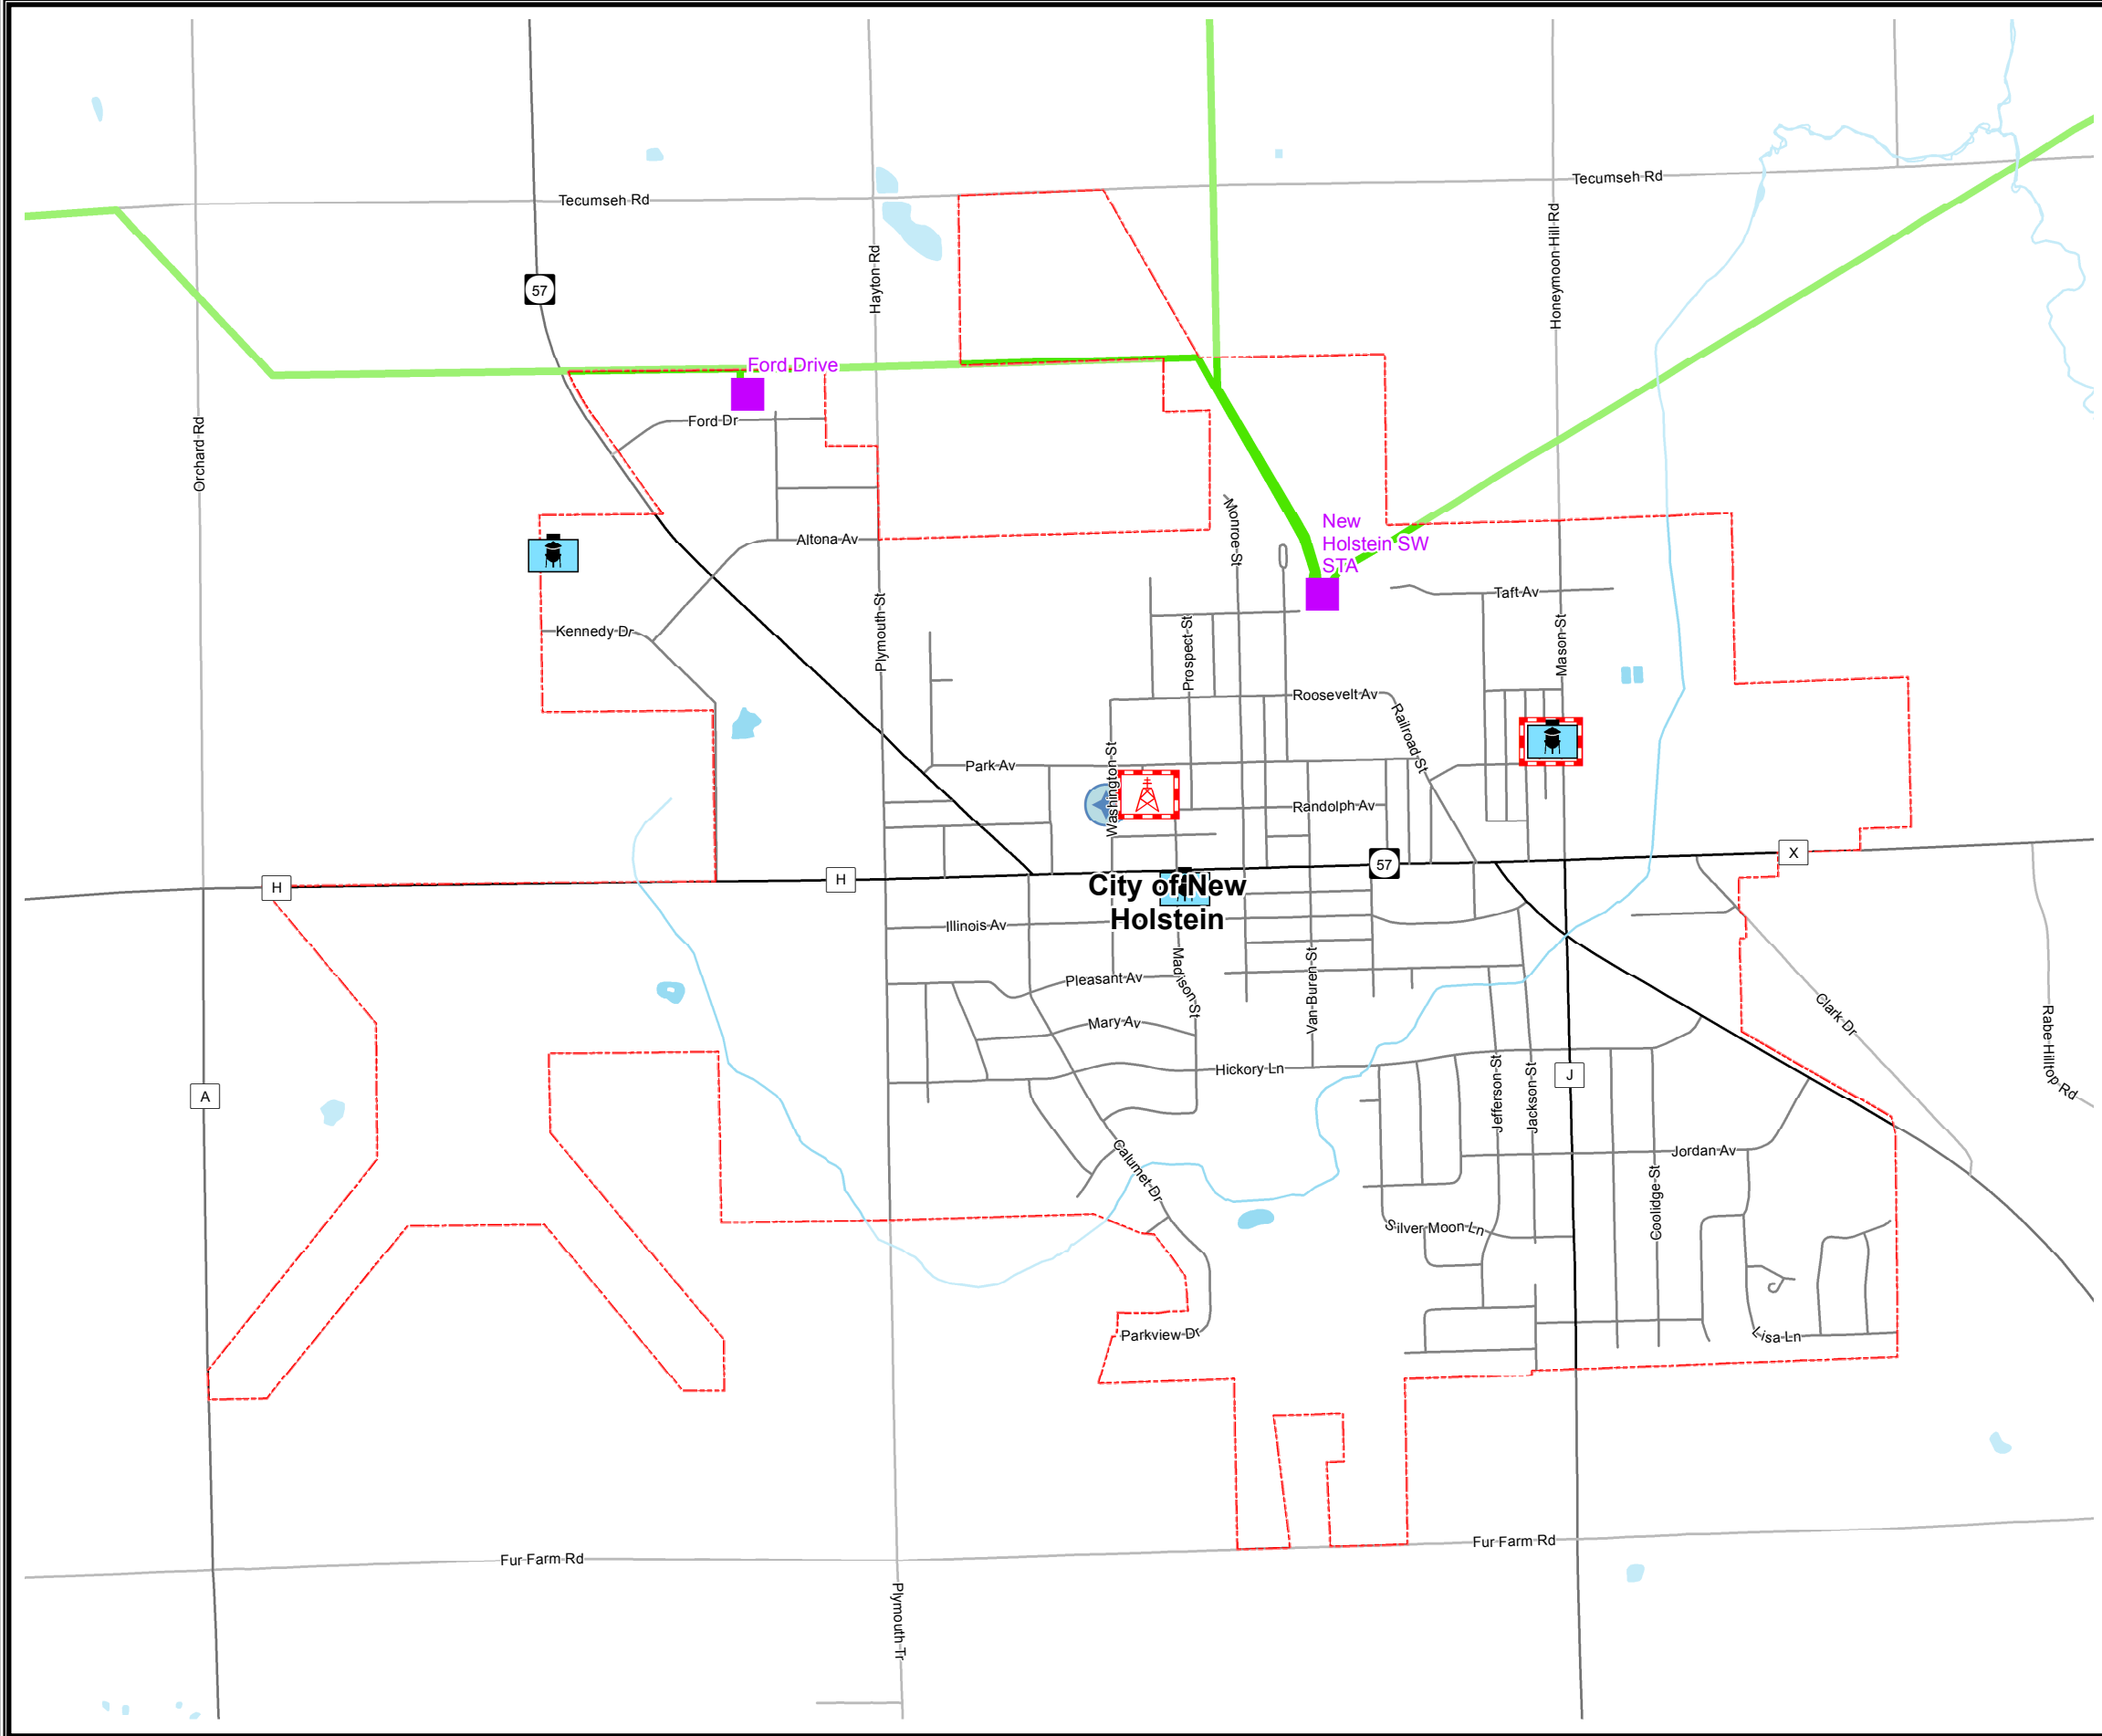 Tecumseh Rd
Tecumseh Rd
Honeymoon Hill Rd
Hayton Rd
57
Ford Drive
Ford Dr
Orchard Rd
Monroe St
New
Holstein SW
STA
Altona Av
Taft Av
Plymouth St
Kennedy Dr
Prospect St
Mason St
Roosevelt Av
Railroad St
Washington St
Park Av
Randolph Av
X
57
H
H
City of New
Holstein
Illinois Av
Madison St
Pleasant Av
Van Buren St
Mary Av
Clark Dr
Rabe Hilltop Rd
Hickory Ln
J
Jefferson St
Jackson St
A
Calumet Dr
Jordan Av
Coolidge St
Silver Moon Ln
Parkview Dr
Lisa Ln
Fur Farm Rd
Fur Farm Rd
Plymouth Tr